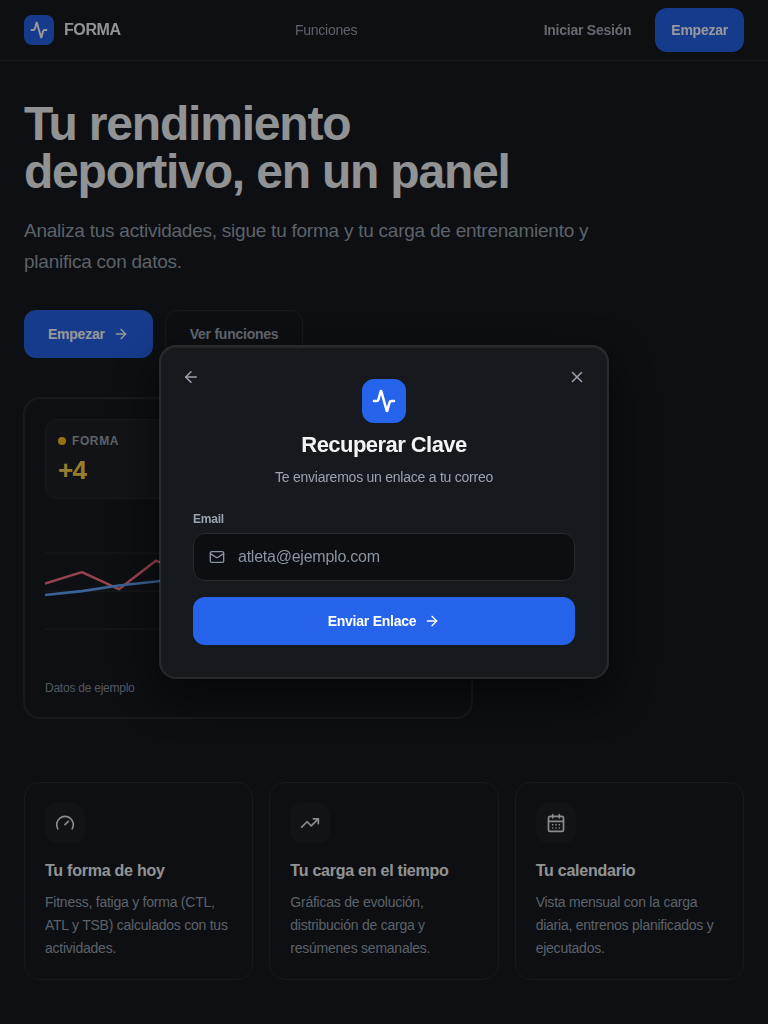 FORMA
Funciones
Iniciar Sesión
Empezar
Tu rendimiento
deportivo, en un panel
Analiza tus actividades, sigue tu forma y tu carga de entrenamiento y
planifica con datos.
Empezar
Ver funciones
FORMA
+4
Datos de ejemplo
Recuperar Clave
Te enviaremos un enlace a tu correo
Email
atleta@ejemplo.com
Enviar Enlace
Tu forma de hoy
Fitness, fatiga y forma (CTL,
ATL y TSB) calculados con tus
actividades.
Tu carga en el tiempo
Gráficas de evolución,
distribución de carga y
resúmenes semanales.
Tu calendario
Vista mensual con la carga
diaria, entrenos planificados y
ejecutados.